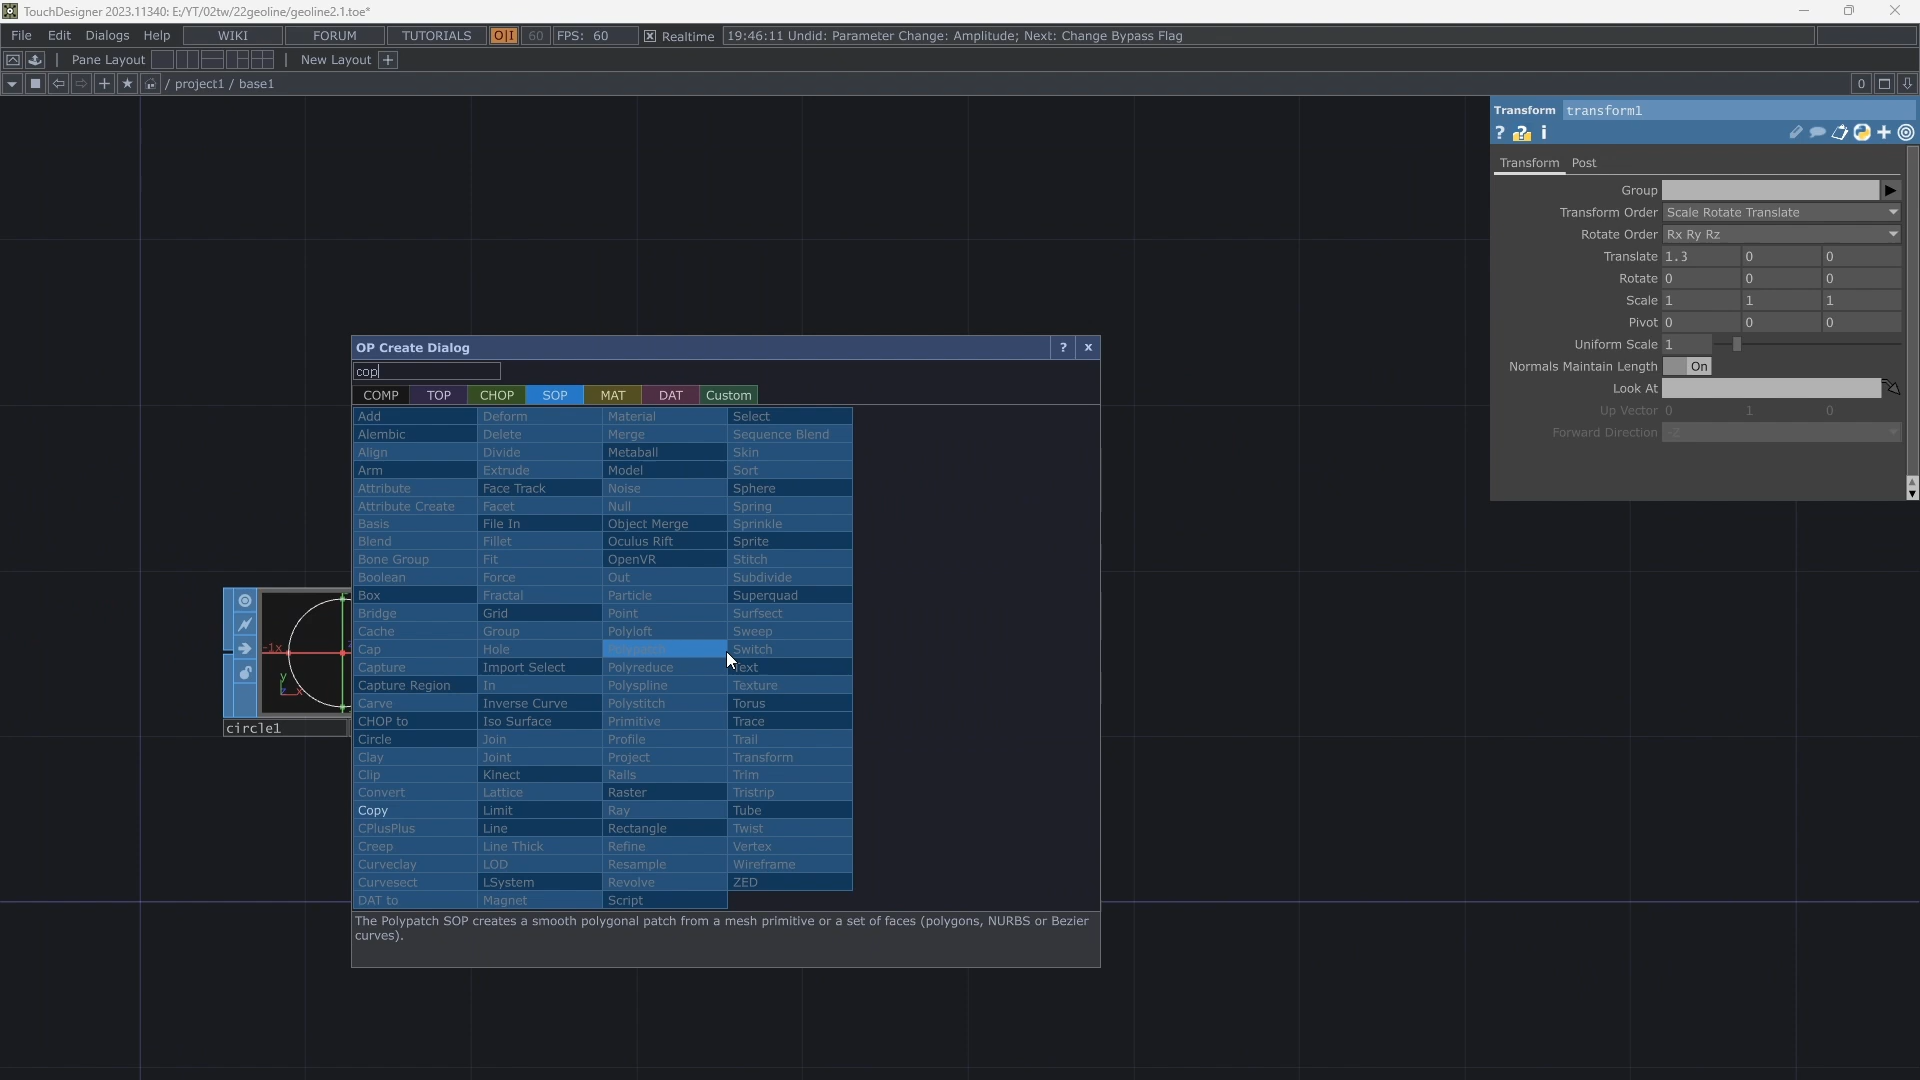 TouchDesigner 2023.11340: E:/YT/02tw/22geoline/geoline2.1.toe*
File Edit Dialogs Help WIKI FORUM TUTORIALS O|I 60 FPS: 60 Realtime 19:46:11 Undid: Parameter Change: Amplitude; Next: Change Bypass Flag
Pane Layout New Layout +
/ project1 / base1 0
Transform transform1
? ? i
Transform Post
Group
Transform Order Scale Rotate Translate
Rotate Order Rx Ry Rz
Translate 1.3 0 0
Rotate 0 0 0
Scale 1 1 1
Pivot 0 0 0
Uniform Scale 1
Normals Maintain Length On
Look At
Up Vector 0 1 0
Forward Direction -Z
OP Create Dialog ? x
cop
COMP TOP CHOP SOP MAT DAT Custom
Add Deform Material Select
Alembic Delete Merge Sequence Blend
Align Divide Metaball Skin
Arm Extrude Model Sort
Attribute Face Track Noise Sphere
Attribute Create Facet Null Spring
Basis File In Object Merge Sprinkle
Blend Fillet Oculus Rift Sprite
Bone Group Fit OpenVR Stitch
Boolean Force Out Subdivide
Box Fractal Particle Superquad
Bridge Grid Point Surfsect
Cache Group Polyloft Sweep
Cap Hole Polypatch Switch
Capture Import Select Polyreduce Text
Capture Region In Polyspline Texture
Carve Inverse Curve Polystitch Torus
CHOP to Iso Surface Primitive Trace
Circle Join Profile Trail
Clay Joint Project Transform
Clip Kinect Rails Trim
Convert Lattice Raster Tristrip
Copy Limit Ray Tube
CPlusPlus Line Rectangle Twist
Creep Line Thick Refine Vertex
Curveclay LOD Resample Wireframe
Curvesect LSystem Revolve ZED
DAT to Magnet Script
The Polypatch SOP creates a smooth polygonal patch from a mesh primitive or a set of faces (polygons, NURBS or Bezier
curves).
-1x
y
z x
circle1